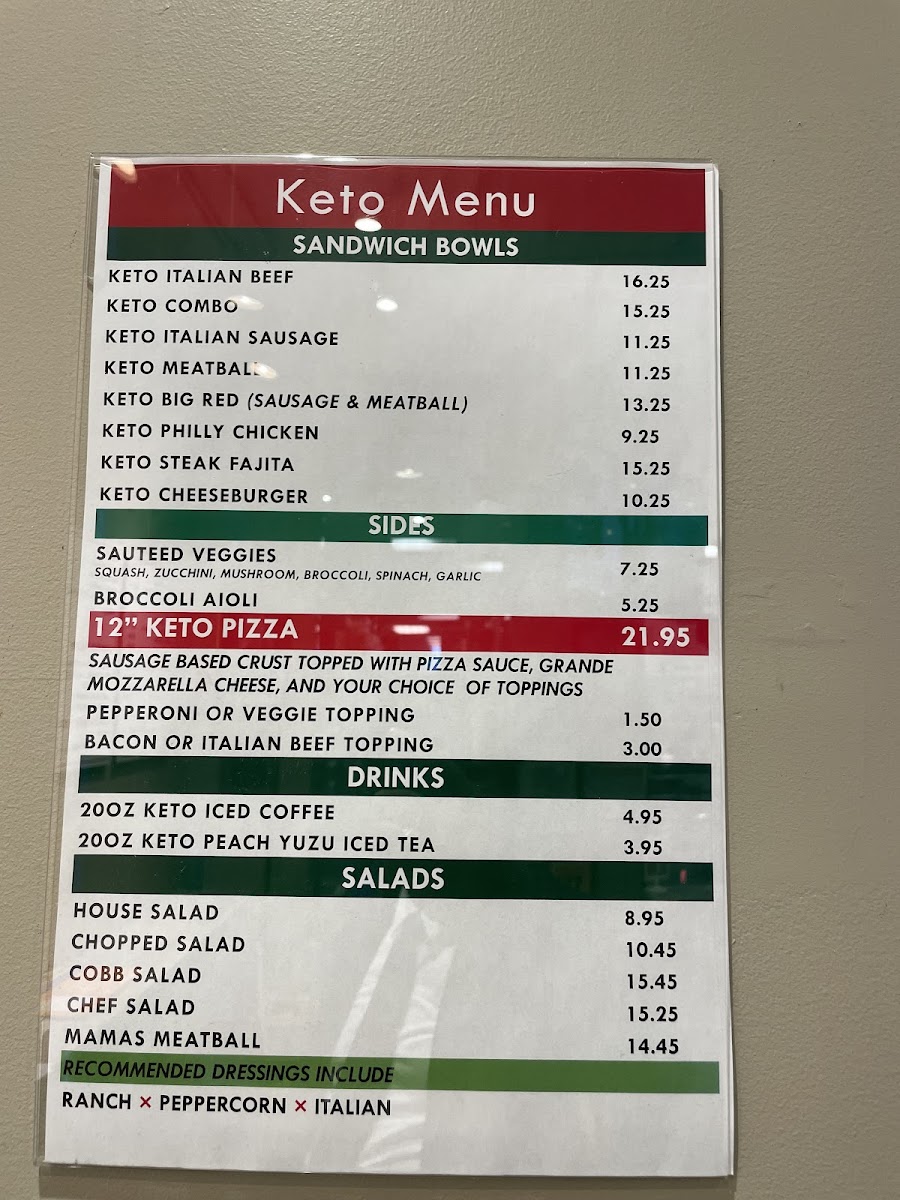 Keto Menu
SANDWICH BOWLS
KETO ITALIAN BEEF 16.25
KETO COMBO 15.25
KETO ITALIAN SAUSAGE 11.25
KETO MEATBALL 11.25
KETO BIG RED (SAUSAGE & MEATBALL) 13.25
KETO PHILLY CHICKEN 9.25
KETO STEAK FAJITA 15.25
KETO CHEESEBURGER 10.25
SIDES
SAUTEED VEGGIES 7.25
SQUASH, ZUCCHINI, MUSHROOM, BROCCOLI, SPINACH, GARLIC
BROCCOLI AIOLI 5.25
12” KETO PIZZA 21.95
SAUSAGE BASED CRUST TOPPED WITH PIZZA SAUCE, GRANDE
MOZZARELLA CHEESE, AND YOUR CHOICE OF TOPPINGS
PEPPERONI OR VEGGIE TOPPING 1.50
BACON OR ITALIAN BEEF TOPPING 3.00
DRINKS
20OZ KETO ICED COFFEE 4.95
20OZ KETO PEACH YUZU ICED TEA 3.95
SALADS
HOUSE SALAD 8.95
CHOPPED SALAD 10.45
COBB SALAD 15.45
CHEF SALAD 15.25
MAMAS MEATBALL 14.45
RECOMMENDED DRESSINGS INCLUDE
RANCH × PEPPERCORN × ITALIAN